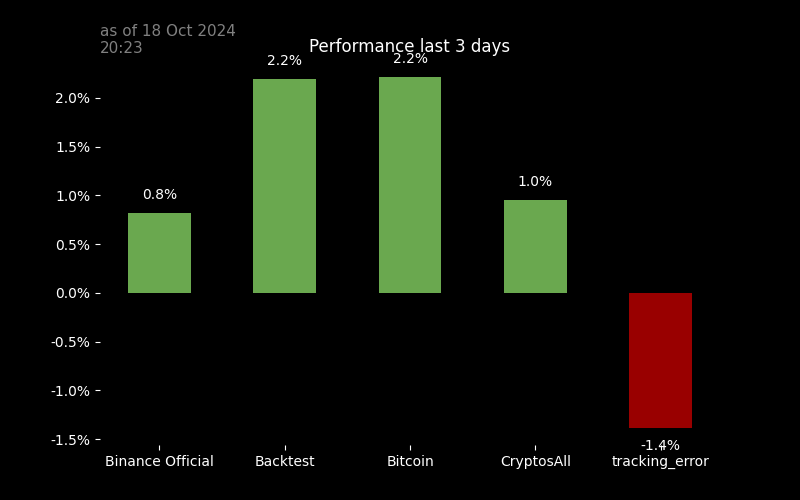 as of 18 Oct 2024
20:23
Performance last 3 days
2.2%
2.2%
2.0%
1.5%
1.0%
0.8%
1.0%
0.5%
0.0%
-0.5%
-1.0%
-1.5%
-1.4%
Binance Official
Backtest
Bitcoin
CryptosAll
tracking_error